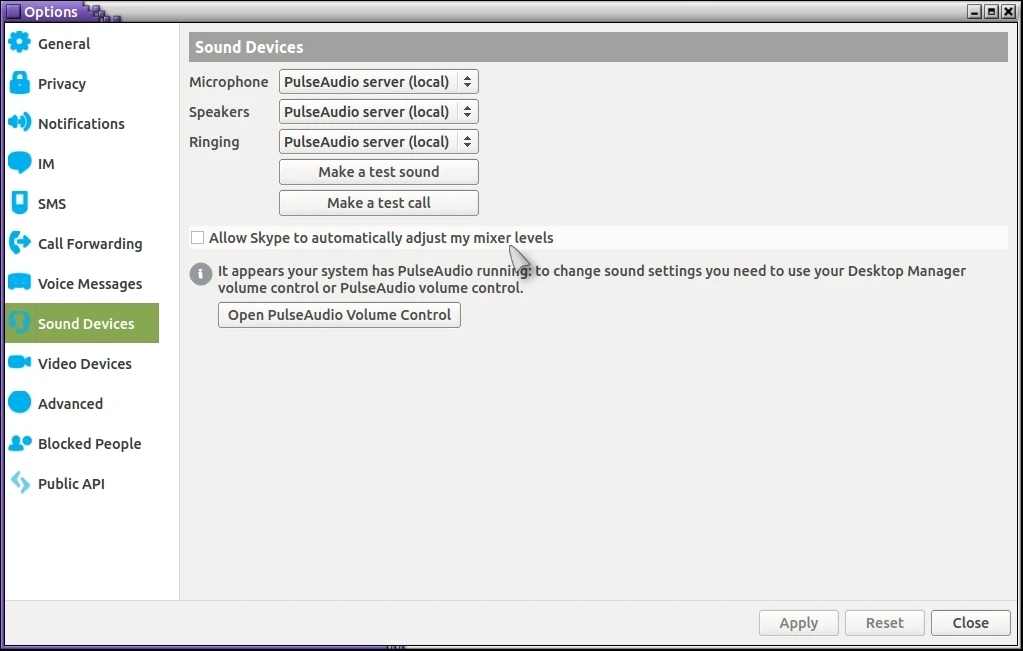 Options
General
Privacy
Notifications
IM
SMS
Call Forwarding
Voice Messages
Sound Devices
Video Devices
Advanced
Blocked People
Public API
Sound Devices
Microphone PulseAudio server (local)
Speakers PulseAudio server (local)
Ringing PulseAudio server (local)
Make a test sound
Make a test call
Allow Skype to automatically adjust my mixer levels
It appears your system has PulseAudio running: to change sound settings you need to use your Desktop Manager
volume control or PulseAudio volume control.
Open PulseAudio Volume Control
Apply Reset Close